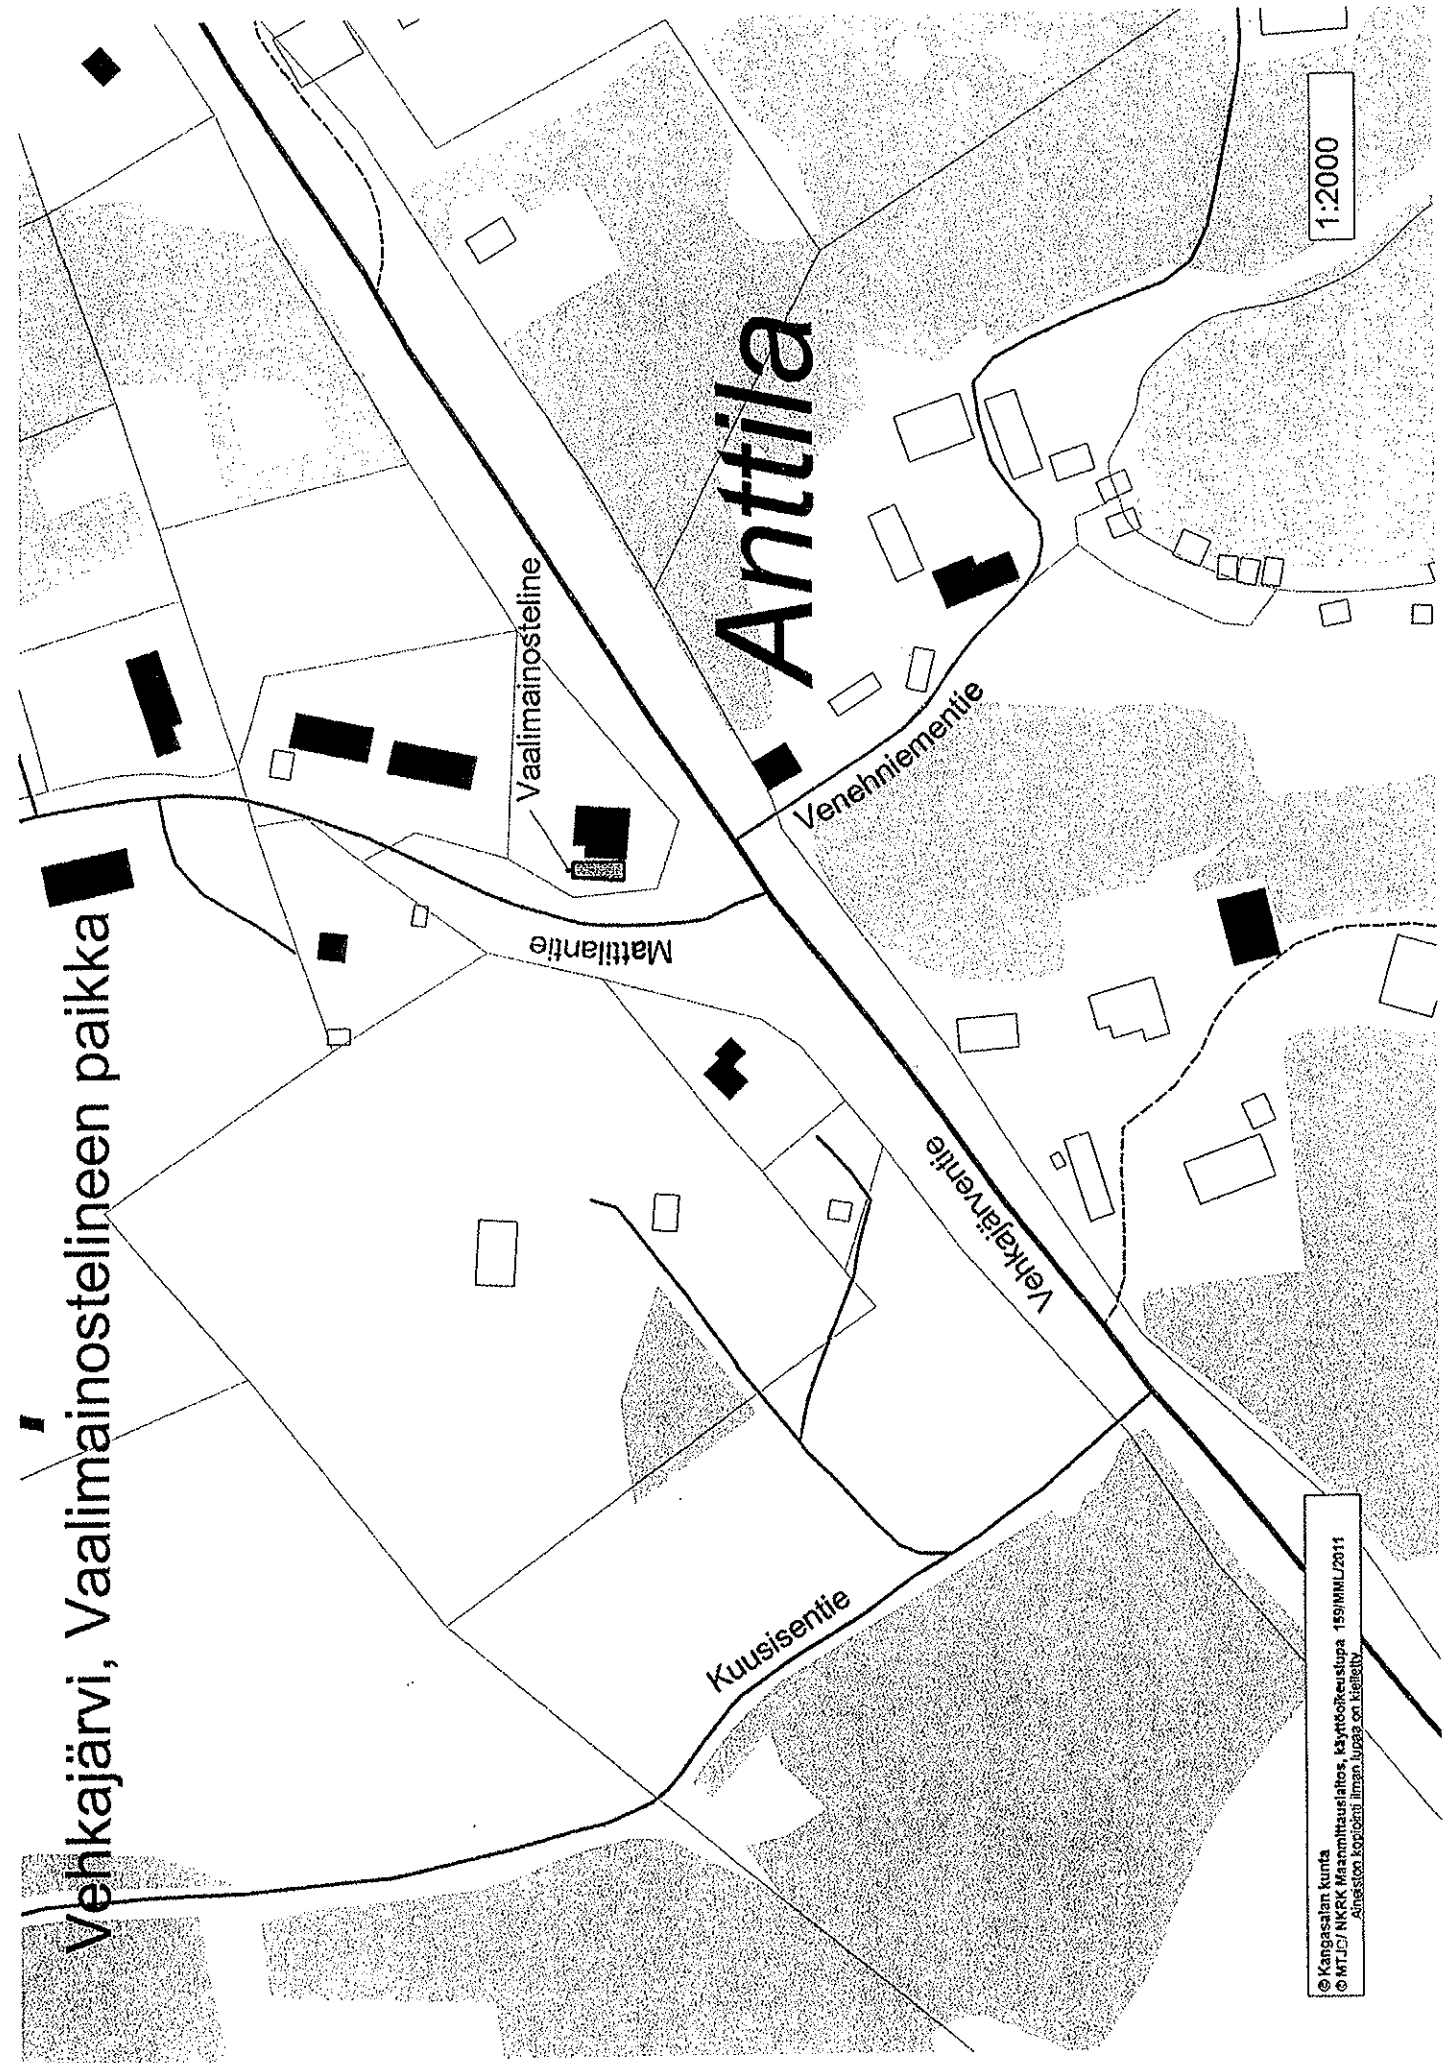 Vehkajärvi, Vaalimainostelineen paikka
Vaalimainosteline
Mattilantie
Anttila
Venehniementie
Vehkajärventie
Kuusisentie
1:2000
© Kangasalan kunta
© MTJ:/ NKRK Maanmittauslaitos, käyttöoikeuslupa 159/MML/2011
Aineiston kopiointi ilman lupaa on kielletty